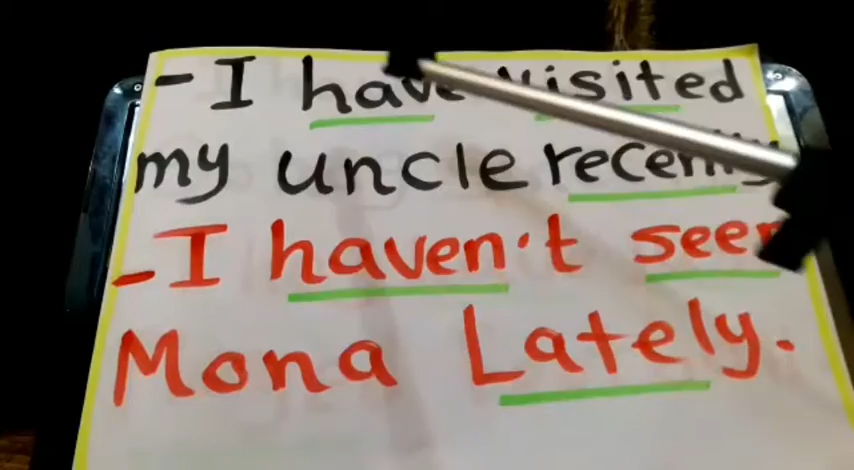 - I have visited
my uncle recently
- I haven't seen
Mona Lately.